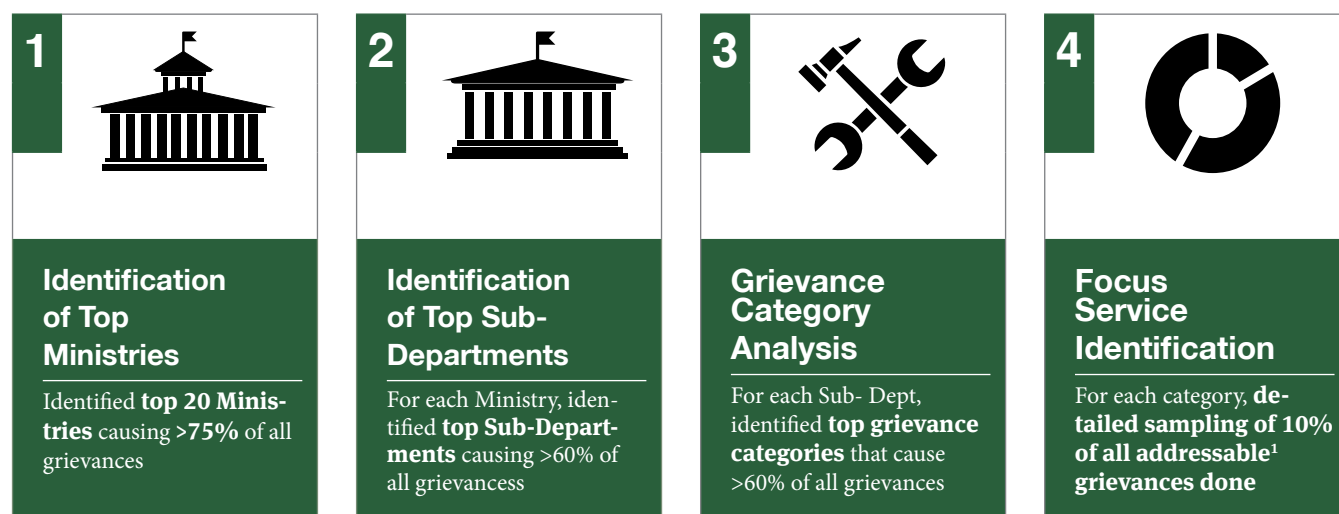 1
Identification
of Top
Ministries
Identified top 20 Minis-
tries causing >75% of all
grievances
2
Identification
of Top Sub-
Departments
For each Ministry, iden-
tified top Sub-Depart-
ments causing >60% of
all grievancess
3
Grievance
Category
Analysis
For each Sub- Dept,
identified top grievance
categories that cause
>60% of all grievances
4
Focus
Service
Identification
For each category, de-
tailed sampling of 10%
of all addressable¹
grievances done